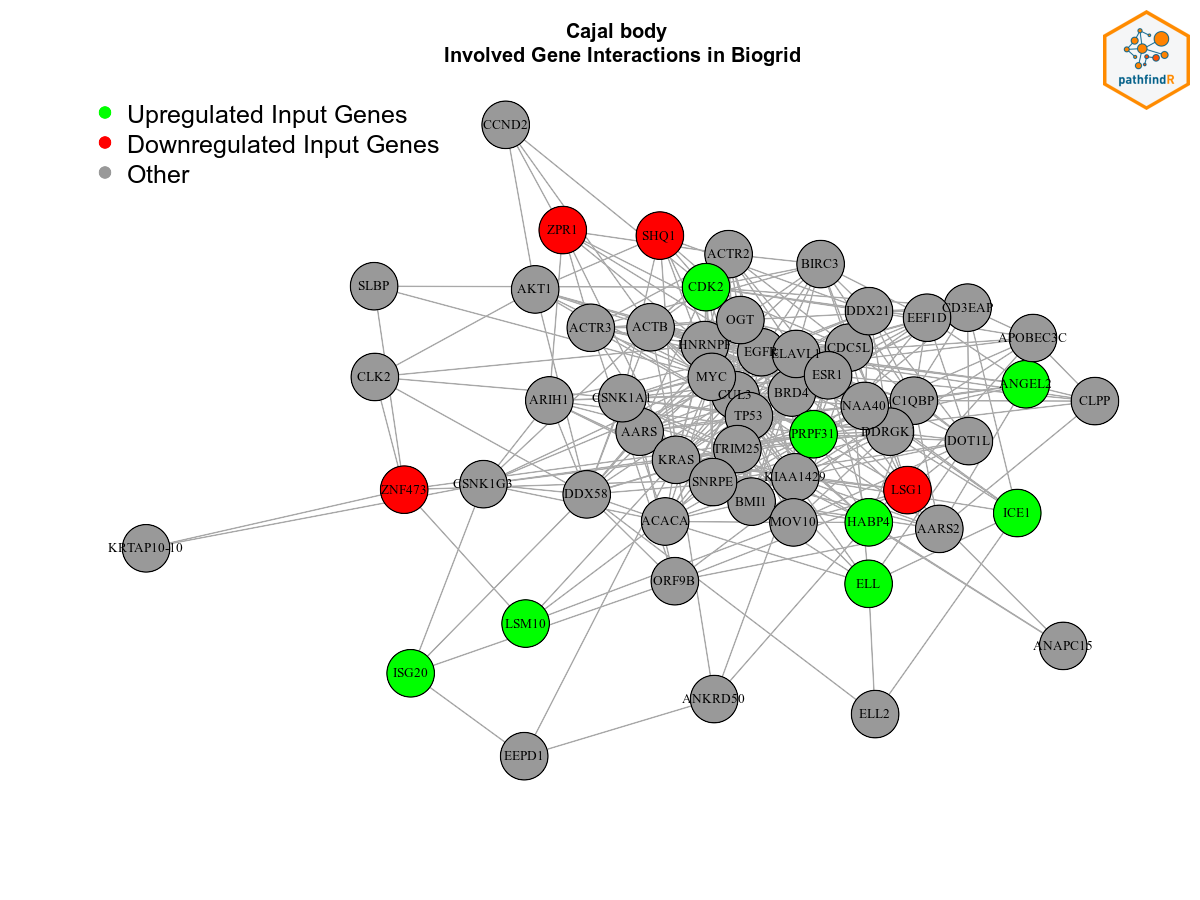 Cajal body
Involved Gene Interactions in Biogrid
pathfindR
Upregulated Input Genes
Downregulated Input Genes
Other
CCND2
ZPR1
SHQ1
ACTR2
BIRC3
SLBP
AKT1
CDK2
OGT
DDX21
EEF1D
CD3EAP
ACTR3
ACTB
HNRNPF
EGFR
ELAVL1
CDC5L
APOBEC3C
CLK2
MYC
ESR1
ANGEL2
ARIH1
CSNK1A1
CUL3
BRD4
NAA40
C1QBP
CLPP
AARS
TP53
PRPF31
DDRGK
DOT1L
TRIM25
KRAS
ZNF473
CSNK1G3
DDX58
SNRPE
KIAA1429
LSG1
BMI1
ICE1
ACACA
MOV10
HABP4
AARS2
KRTAP10-10
ORF9B
ELL
LSM10
ANAPC15
ISG20
ANKRD50
ELL2
EEPD1